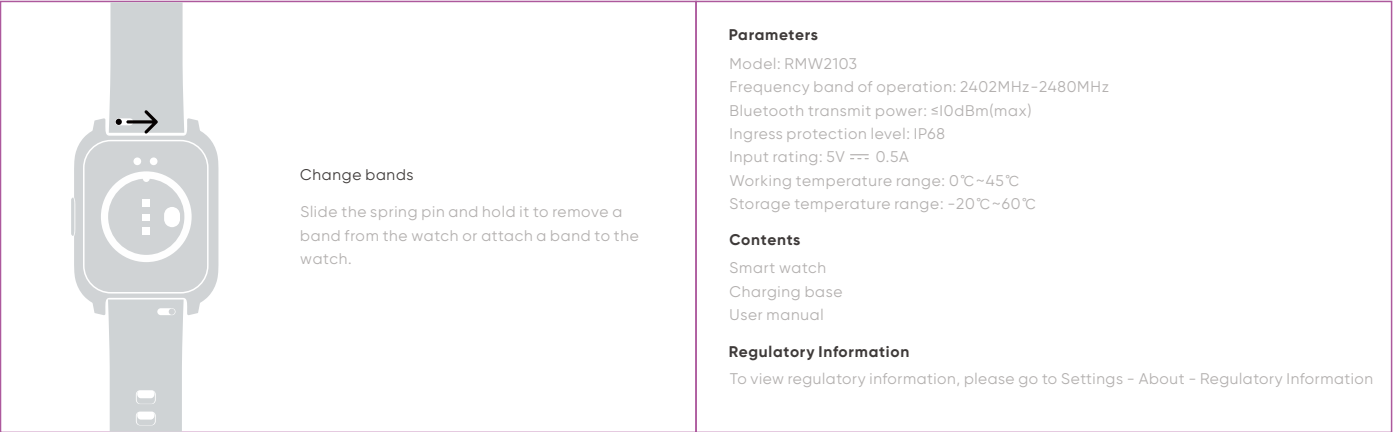 Change bands
Slide the spring pin and hold it to remove a
band from the watch or attach a band to the
watch.
Parameters
Model: RMW2103
Frequency band of operation: 2402MHz-2480MHz
Bluetooth transmit power: ≤10dBm(max)
Ingress protection level: IP68
Input rating: 5V ⎓ 0.5A
Working temperature range: 0℃~45℃
Storage temperature range: -20℃~60℃
Contents
Smart watch
Charging base
User manual
Regulatory Information
To view regulatory information, please go to Settings - About - Regulatory Information